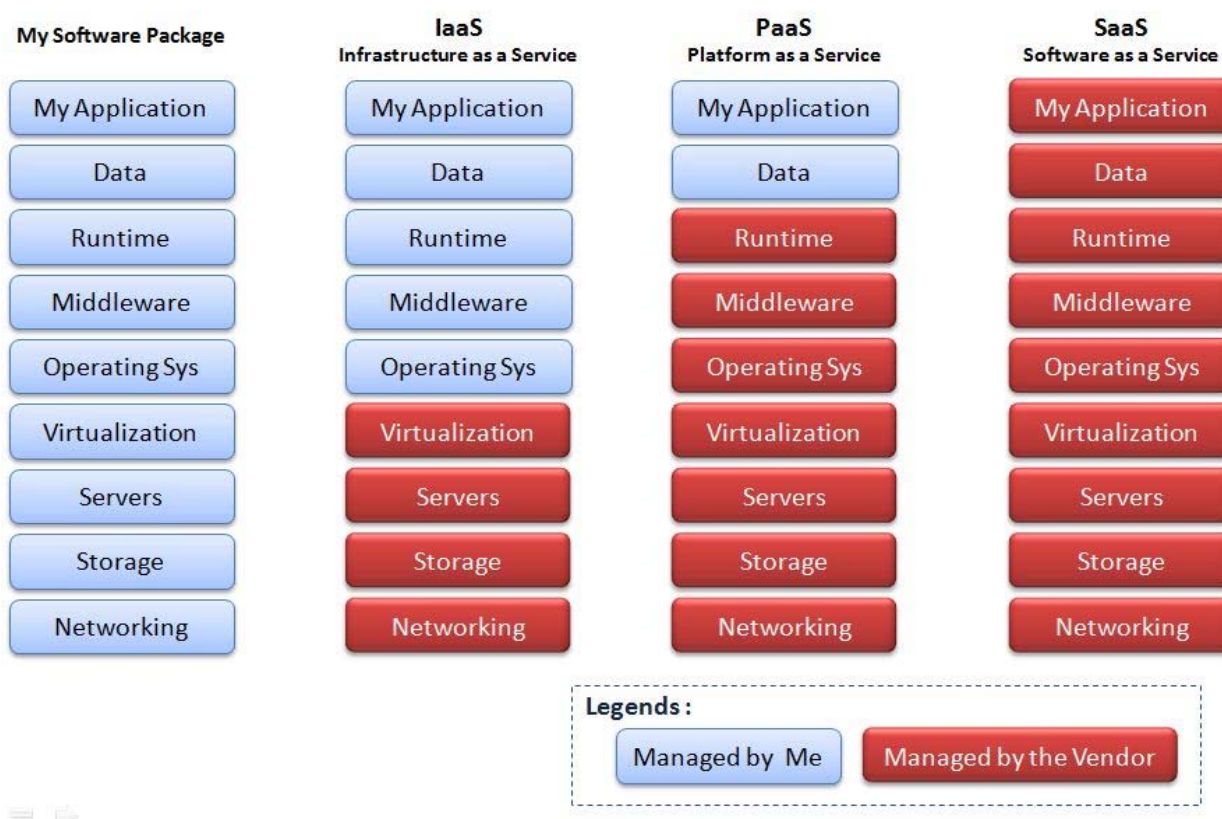 My Software Package
My Application
Data
Runtime
Middleware
Operating Sys
Virtualization
Servers
Storage
Networking
IaaS
Infrastructure as a Service
My Application
Data
Runtime
Middleware
Operating Sys
Virtualization
Servers
Storage
Networking
PaaS
Platform as a Service
My Application
Data
Runtime
Middleware
Operating Sys
Virtualization
Servers
Storage
Networking
SaaS
Software as a Service
My Application
Data
Runtime
Middleware
Operating Sys
Virtualization
Servers
Storage
Networking
Legends :
Managed by Me
Managed by the Vendor